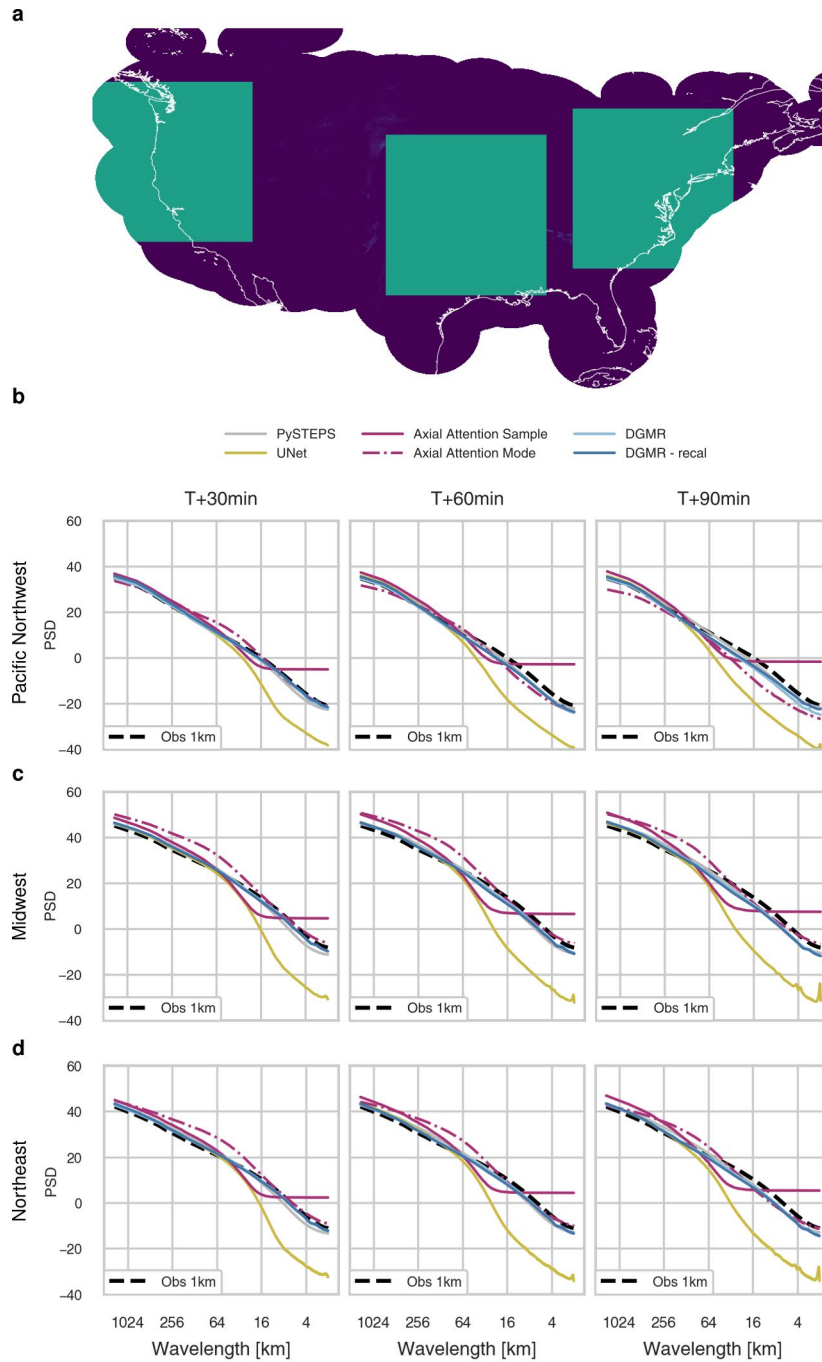 a
b
PySTEPS Axial Attention Sample DGMR
UNet Axial Attention Mode DGMR - recal
T+30min T+60min T+90min
Pacific Northwest
PSD
60
40
20
0
−20
−40
Obs 1km Obs 1km Obs 1km
c
Midwest
PSD
60
40
20
0
−20
−40
Obs 1km Obs 1km Obs 1km
d
Northeast
PSD
60
40
20
0
−20
−40
Obs 1km Obs 1km Obs 1km
1024 256 64 16 4 1024 256 64 16 4 1024 256 64 16 4
Wavelength [km] Wavelength [km] Wavelength [km]